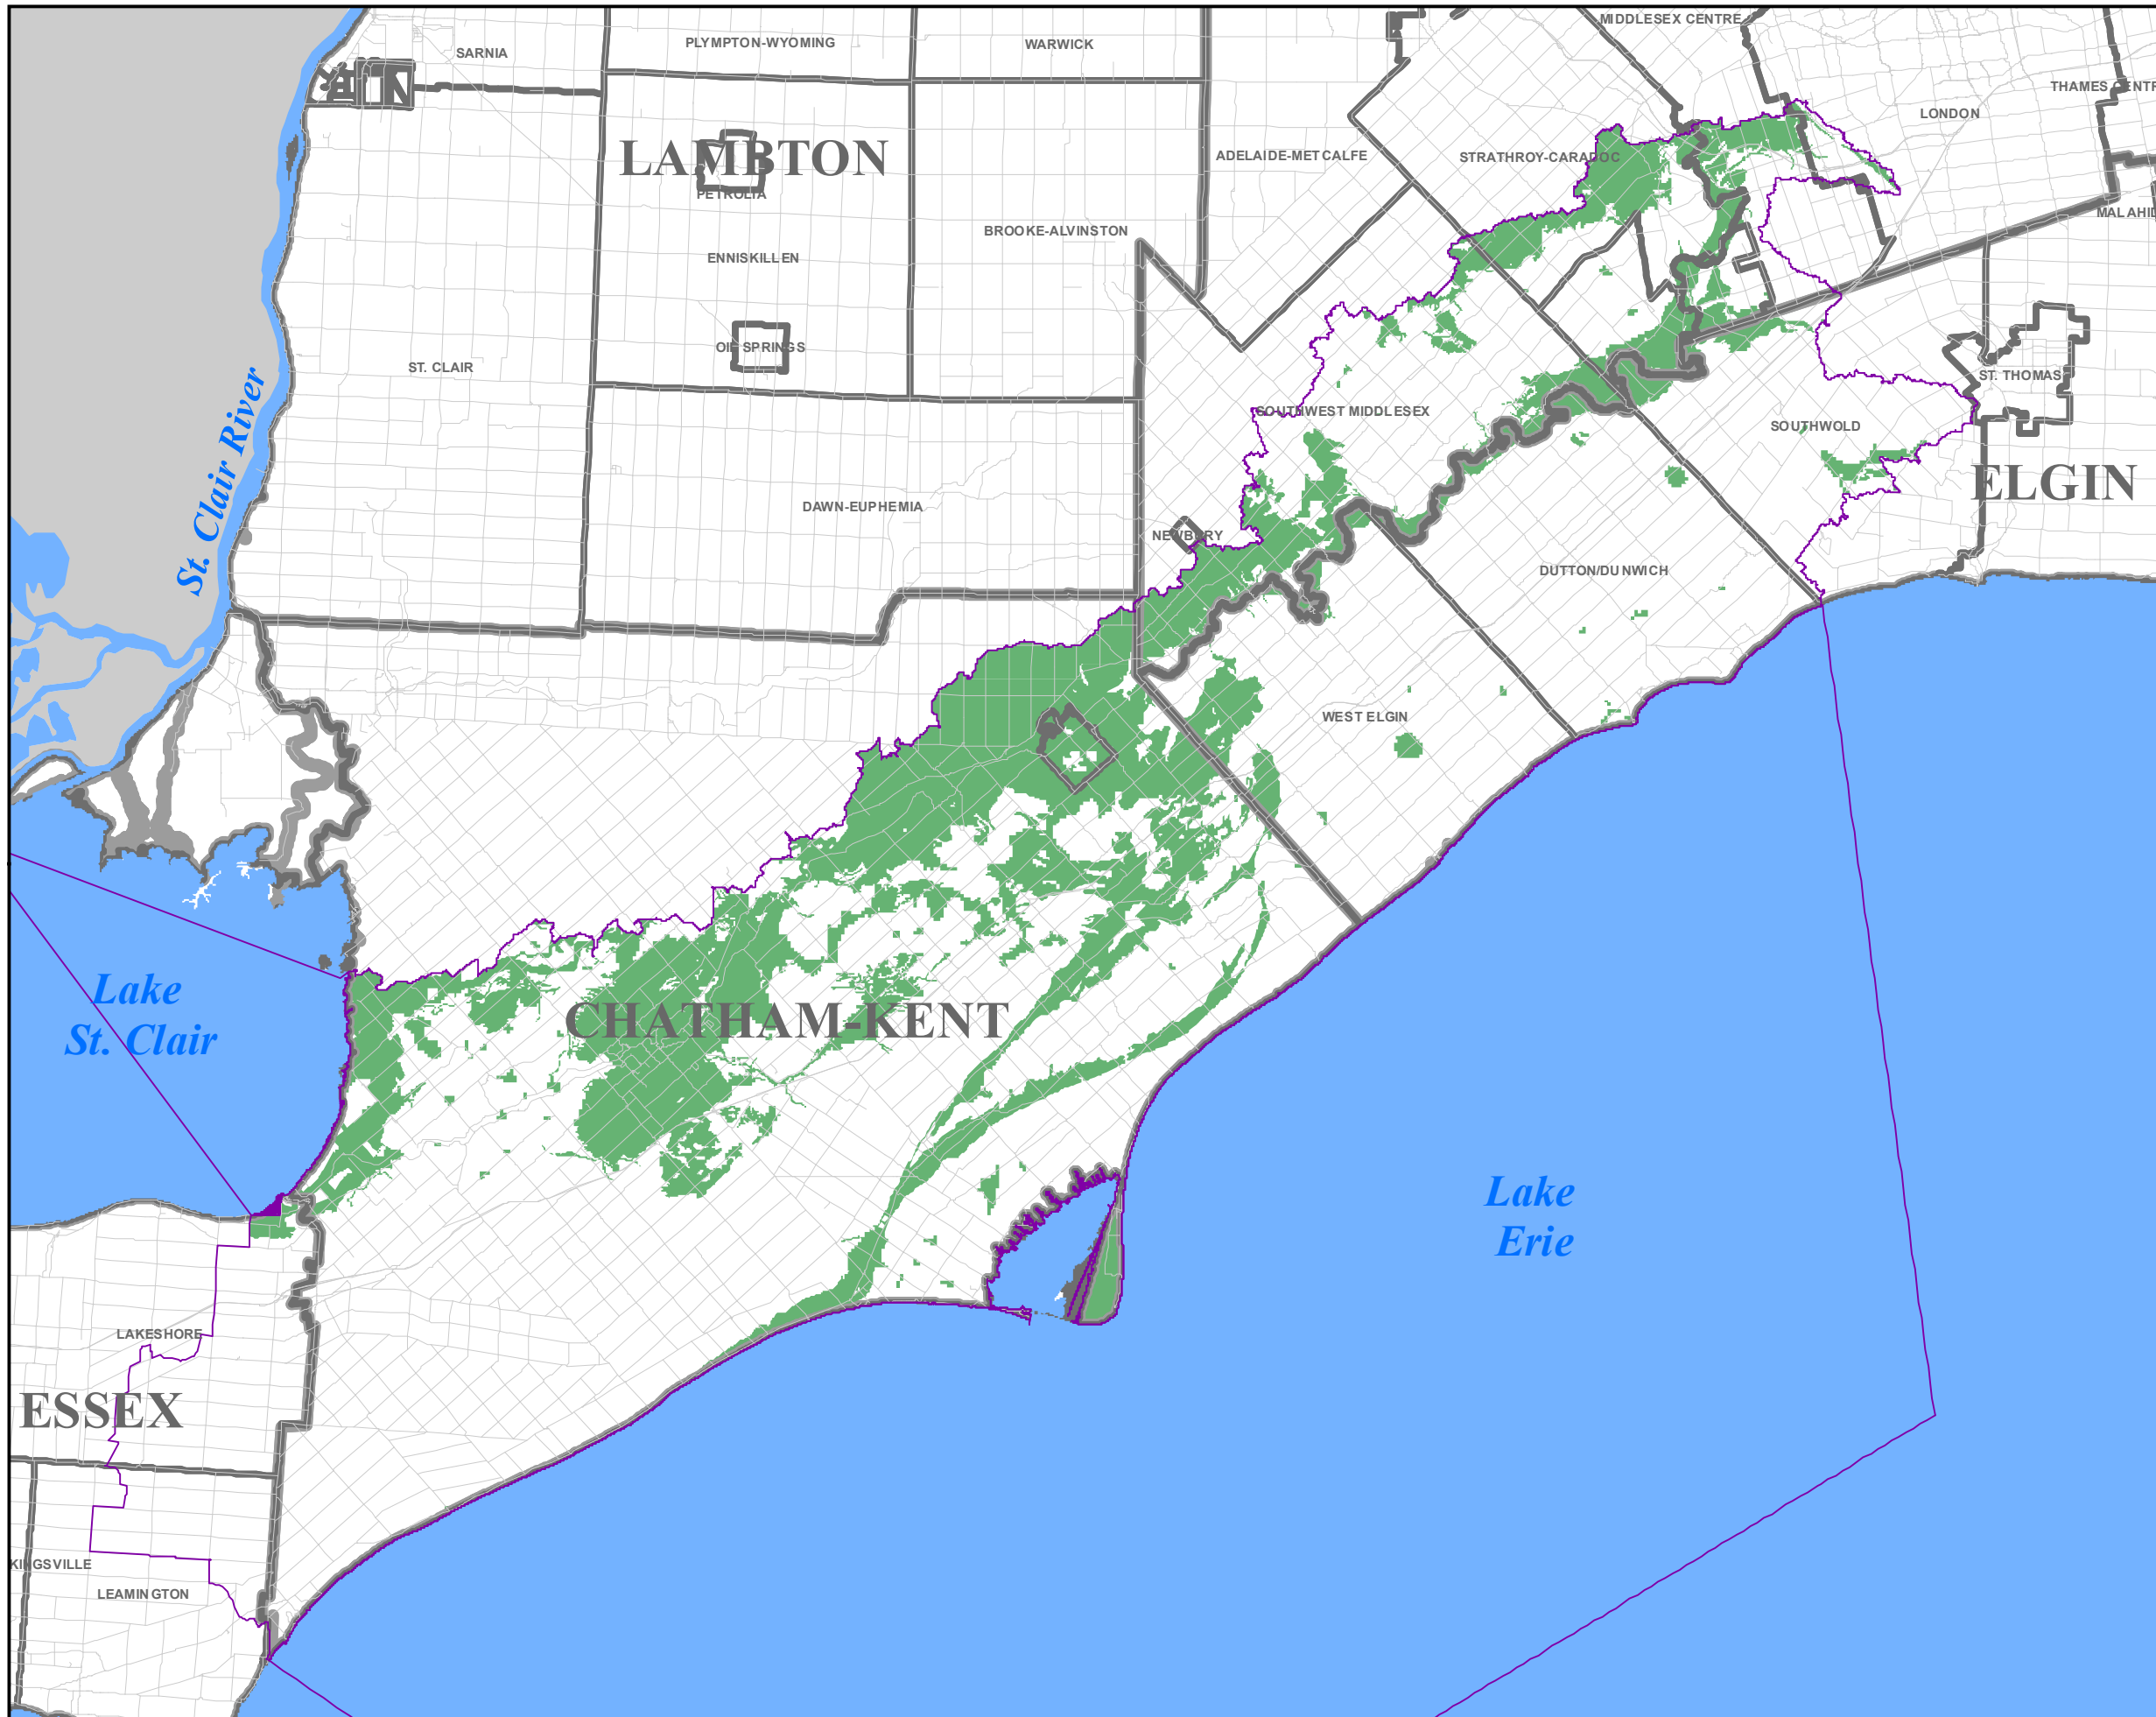 MIDDLESEX CENTRE
SARNIA
PLYMPTON-WYOMING
WARWICK
THAMES CENTR
LONDON
LAMBTON
ADELAIDE-METCALFE
STRATHROY-CARADOC
PETROLIA
MALAHID
BROOKE-ALVINSTON
ENNISKILLEN
OIL SPRINGS
ST. CLAIR
ST. THOMAS
St. Clair River
SOUTHWEST MIDDLESEX
SOUTHWOLD
ELGIN
DAWN-EUPHEMIA
NEWBURY
DUTTON/DUNWICH
WEST ELGIN
Lake
St. Clair
CHATHAM-KENT
Lake
Erie
LAKESHORE
ESSEX
KINGSVILLE
LEAMINGTON